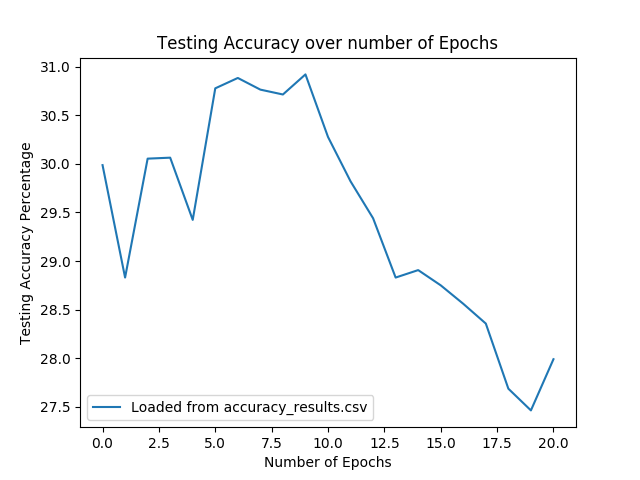 Testing Accuracy over number of Epochs
Testing Accuracy Percentage
31.0
30.5
30.0
29.5
29.0
28.5
28.0
27.5
Loaded from accuracy_results.csv
0.0 2.5 5.0 7.5 10.0 12.5 15.0 17.5 20.0
Number of Epochs